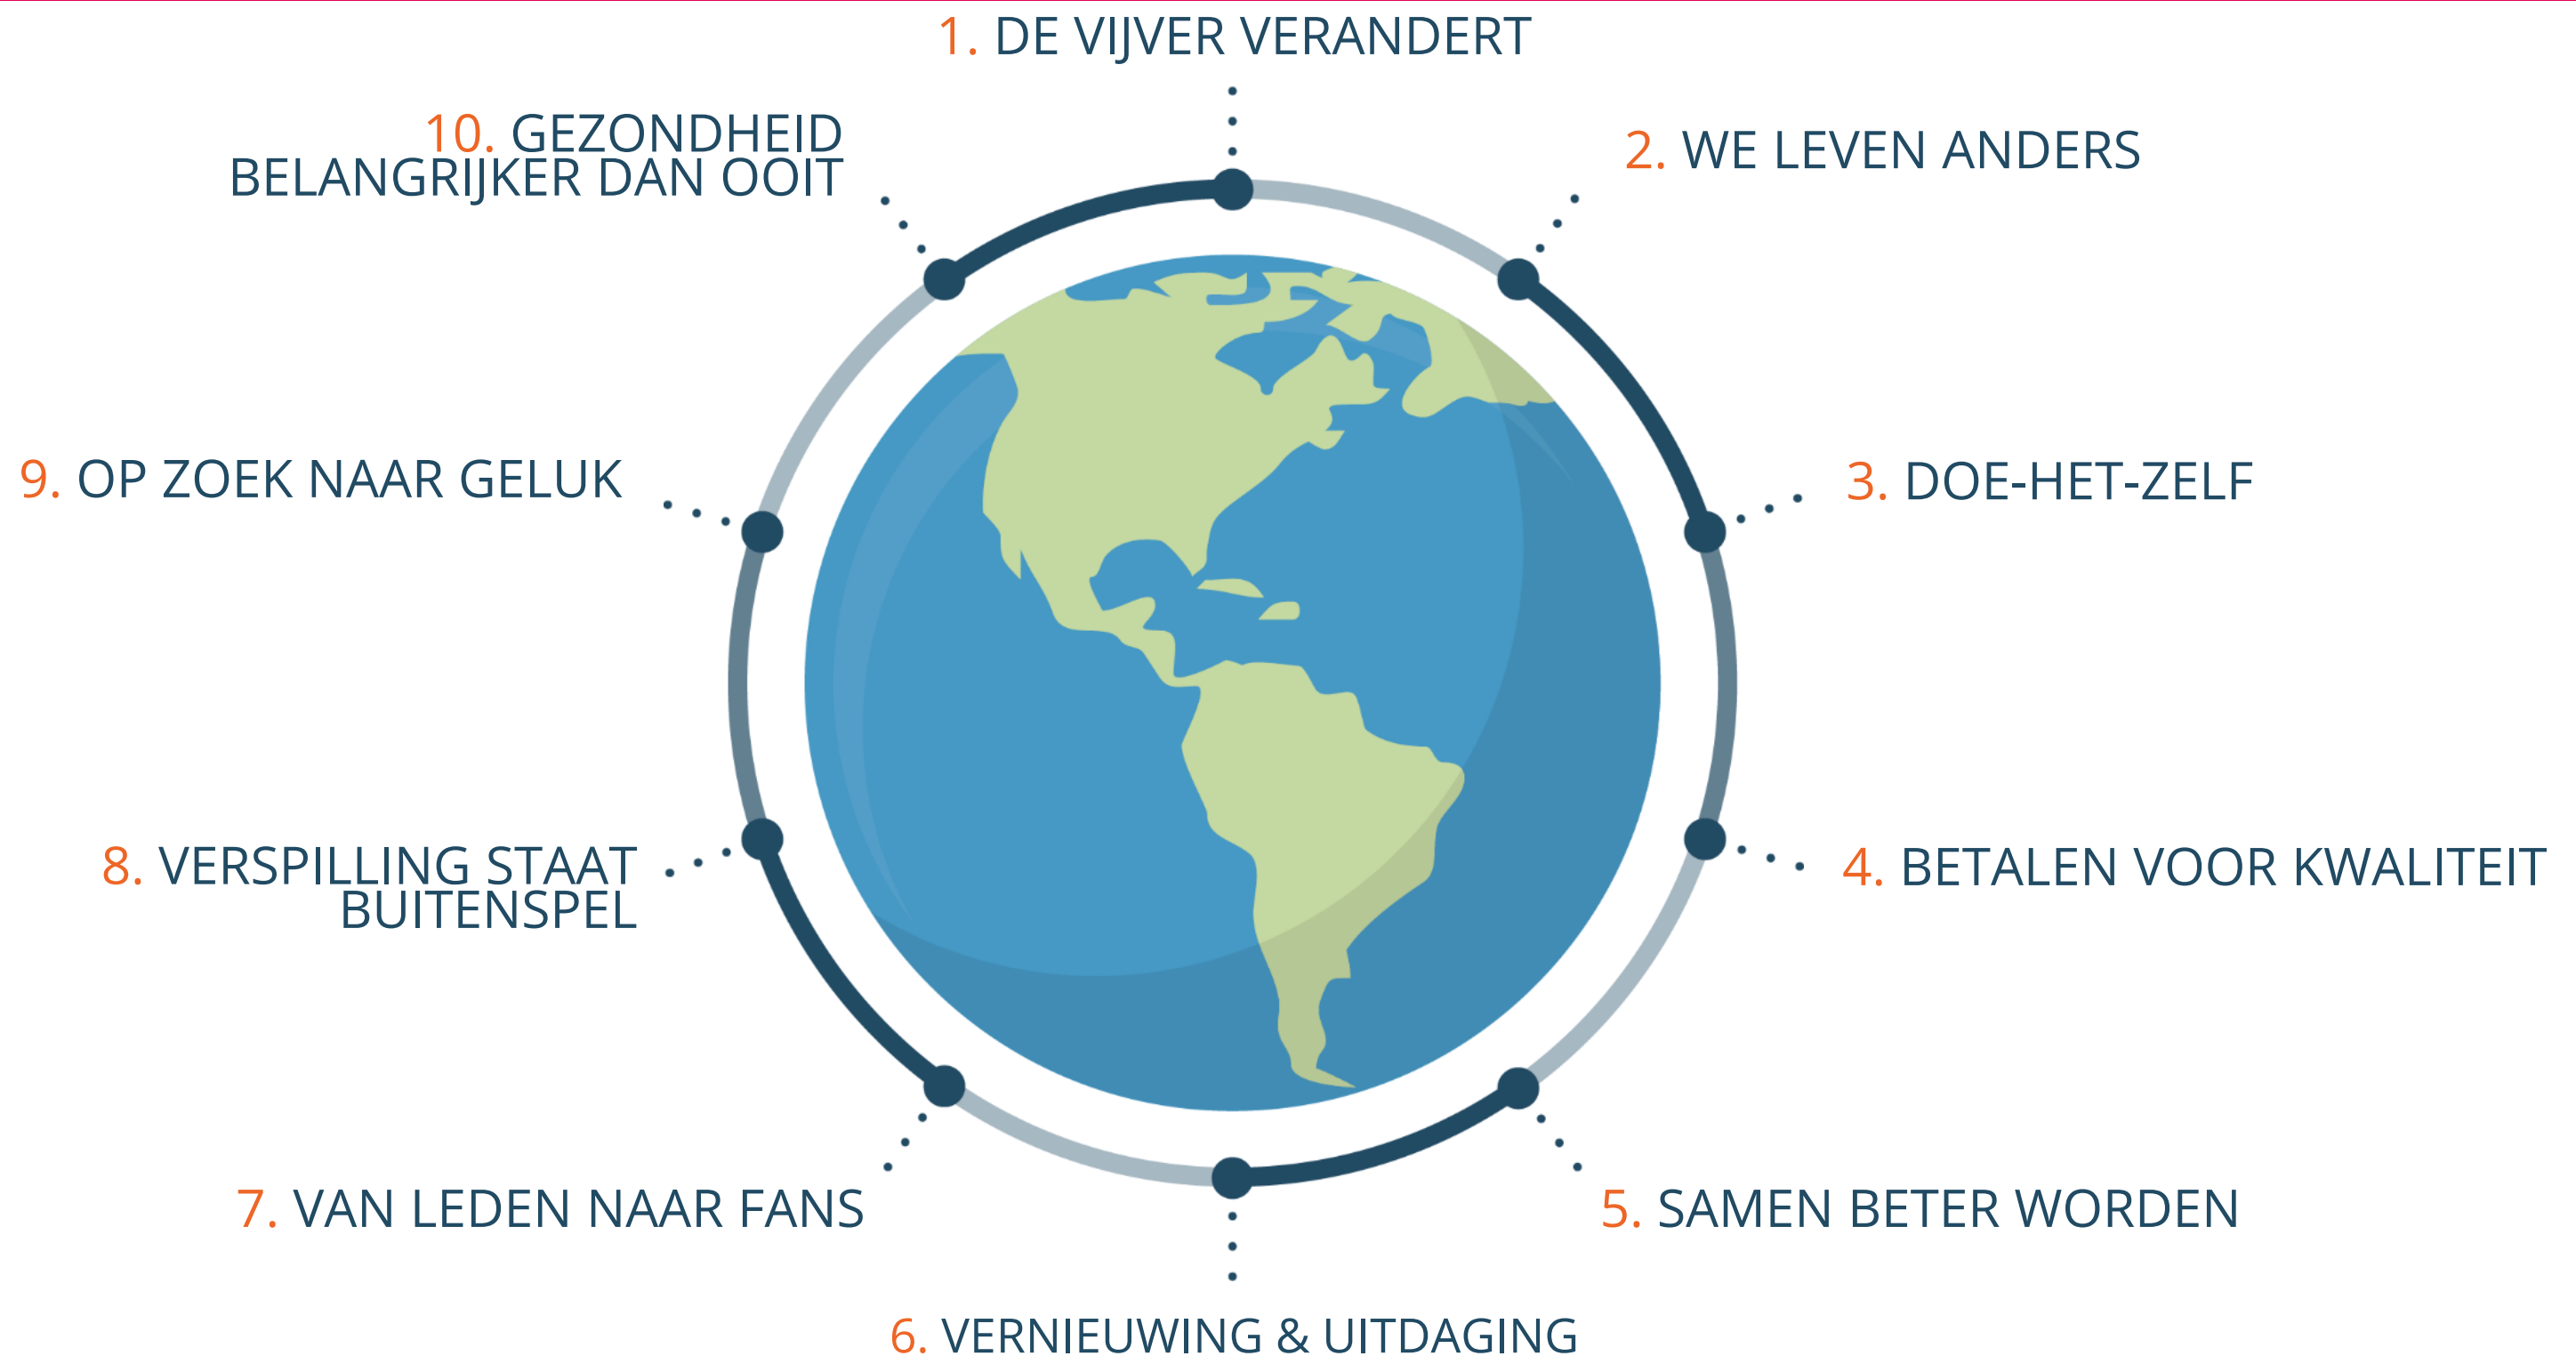 1. DE VIJVER VERANDERT
2. WE LEVEN ANDERS
3. DOE-HET-ZELF
4. BETALEN VOOR KWALITEIT
5. SAMEN BETER WORDEN
6. VERNIEUWING & UITDAGING
7. VAN LEDEN NAAR FANS
8. VERSPILLING STAAT
BUITENSPEL
9. OP ZOEK NAAR GELUK
10. GEZONDHEID
BELANGRIJKER DAN OOIT